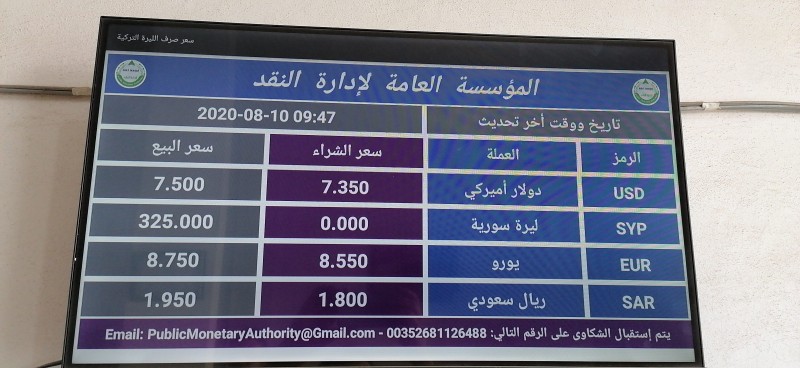 سعر صرف الليرة التركية
المؤسسة العامة لإدارة النقد
تاريخ ووقت أخر تحديث 2020-08-10 09:47
الرمز العملة سعر الشراء سعر البيع
USD دولار أميركي 7.350 7.500
SYP ليرة سورية 0.000 325.000
EUR يورو 8.550 8.750
SAR ريال سعودي 1.800 1.950
يتم إستقبال الشكاوى على الرقم التالي: 00352681126488 - Email: PublicMonetaryAuthority@Gmail.com